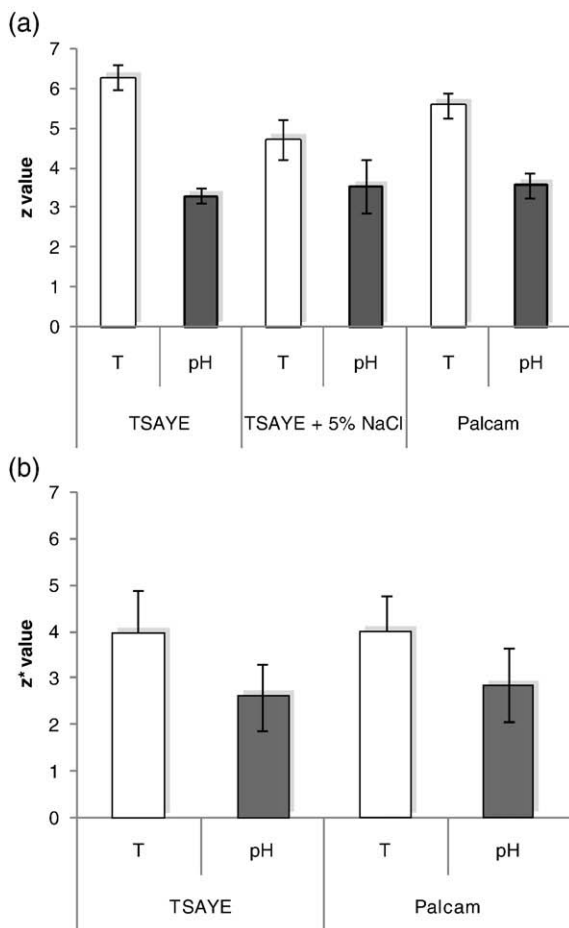 (a)
7
6
5
4
3
2
1
0
z value
T pH T pH T pH
TSAYE TSAYE + 5% NaCl Palcam
(b)
7
6
5
4
3
2
1
0
z* value
T pH T pH
TSAYE Palcam